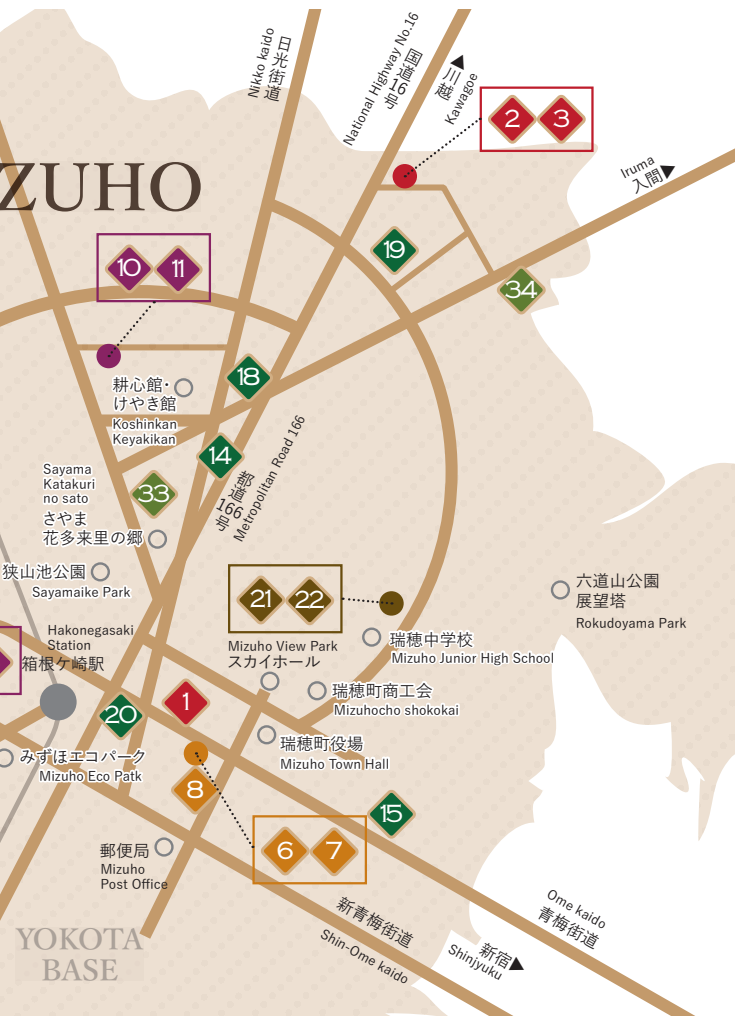 日光街道
Nikko kaido
国道16号
National Highway No.16
川越
Kawagoe
2
3
ZUHO
Iruma
入間
10
11
19
34
18
耕心館・
けやき館
Koshinkan
Keyakikan
14
都道166号
Metropolitan Road 166
Sayama
Katakuri
no sato
さやま
花多来里の郷
33
狭山池公園
Sayamaike Park
21
22
六道山公園
展望塔
Rokudoyama Park
Hakonegasaki
Station
箱根ケ崎駅
Mizuho View Park
スカイホール
瑞穂中学校
Mizuho Junior High School
瑞穂町商工会
Mizuhocho shokokai
20
1
瑞穂町役場
Mizuho Town Hall
みずほエコパーク
Mizuho Eco Patk
8
15
6
7
郵便局
Mizuho
Post Office
YOKOTA
BASE
新青梅街道
Shin-Ome kaido
Ome kaido
青梅街道
新宿
Shinjyuku